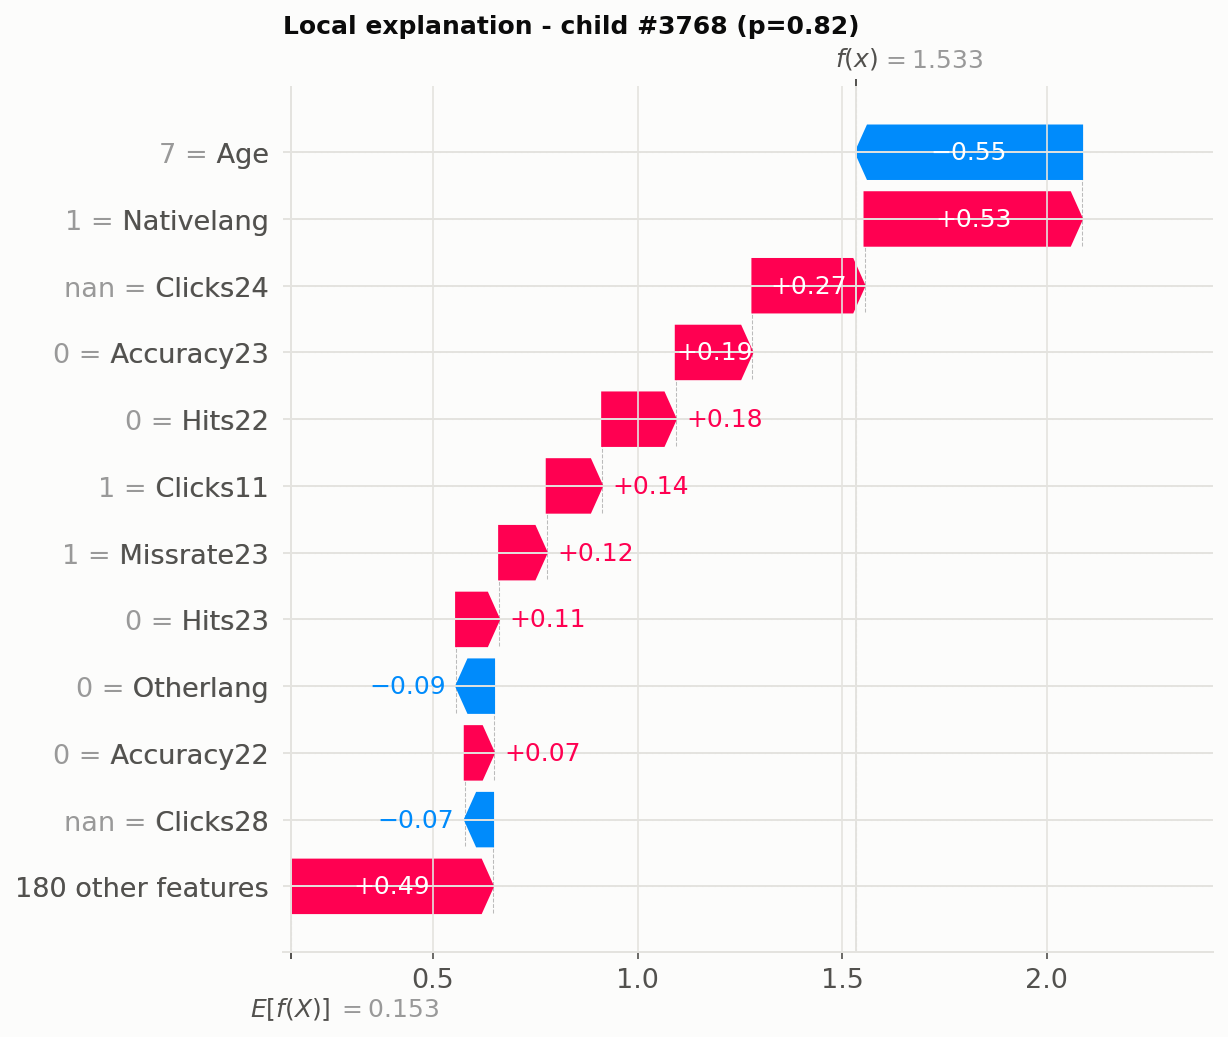 Local explanation - child #3768 (p=0.82)
f(x) = 1.533
7 = Age
−0.55
1 = Nativelang
+0.53
nan = Clicks24
+0.27
0 = Accuracy23
+0.19
0 = Hits22
+0.18
1 = Clicks11
+0.14
1 = Missrate23
+0.12
0 = Hits23
+0.11
0 = Otherlang
−0.09
0 = Accuracy22
+0.07
nan = Clicks28
−0.07
180 other features
+0.49
0.5 1.0 1.5 2.0
E[f(X)] = 0.153